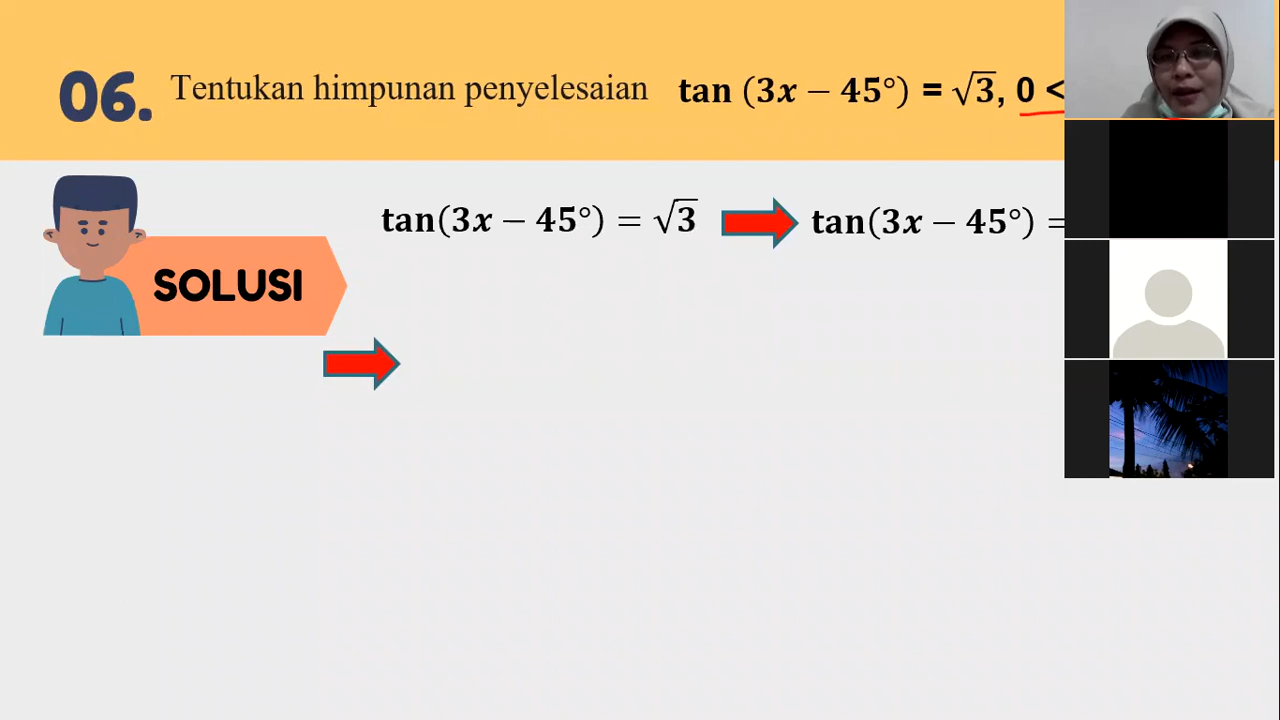 06. Tentukan himpunan penyelesaian tan (3x − 45°) = √3, 0 <
tan(3x − 45°) = √3 tan(3x − 45°) =
SOLUSI